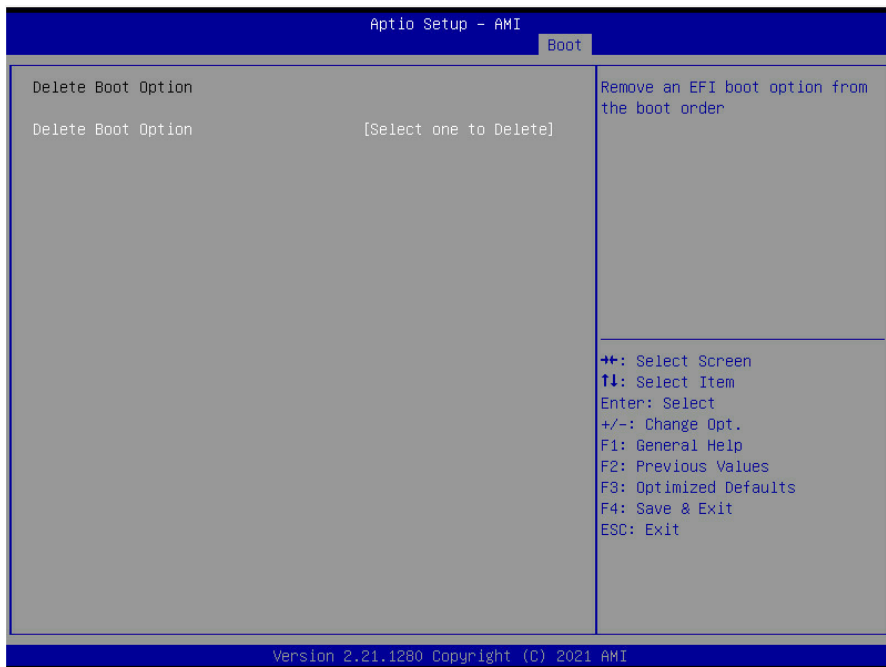 Aptio Setup – AMI
Boot
Delete Boot Option
Delete Boot Option [Select one to Delete]
Remove an EFI boot option from
the boot order
→←: Select Screen
↑↓: Select Item
Enter: Select
+/-: Change Opt.
F1: General Help
F2: Previous Values
F3: Optimized Defaults
F4: Save & Exit
ESC: Exit
Version 2.21.1280 Copyright (C) 2021 AMI